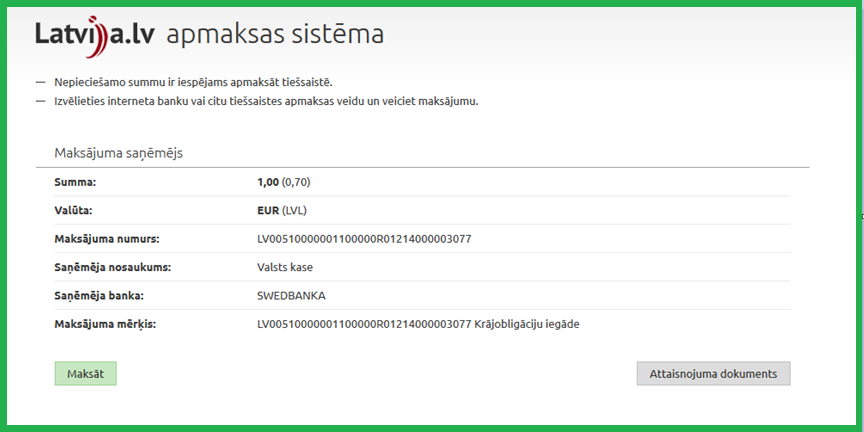 Latvija.lv apmaksas sistēma
— Nepieciešamo summu ir iespējams apmaksāt tiešsaistē.
— Izvēlieties interneta banku vai citu tiešsaistes apmaksas veidu un veiciet maksājumu.
Maksājuma saņēmējs
Summa: 1,00 (0,70)
Valūta: EUR (LVL)
Maksājuma numurs: LV00510000001100000R01214000003077
Saņēmēja nosaukums: Valsts kase
Saņēmēja banka: SWEDBANKA
Maksājuma mērķis: LV00510000001100000R01214000003077 Krājobligāciju iegāde
Maksāt Attaisnojuma dokuments